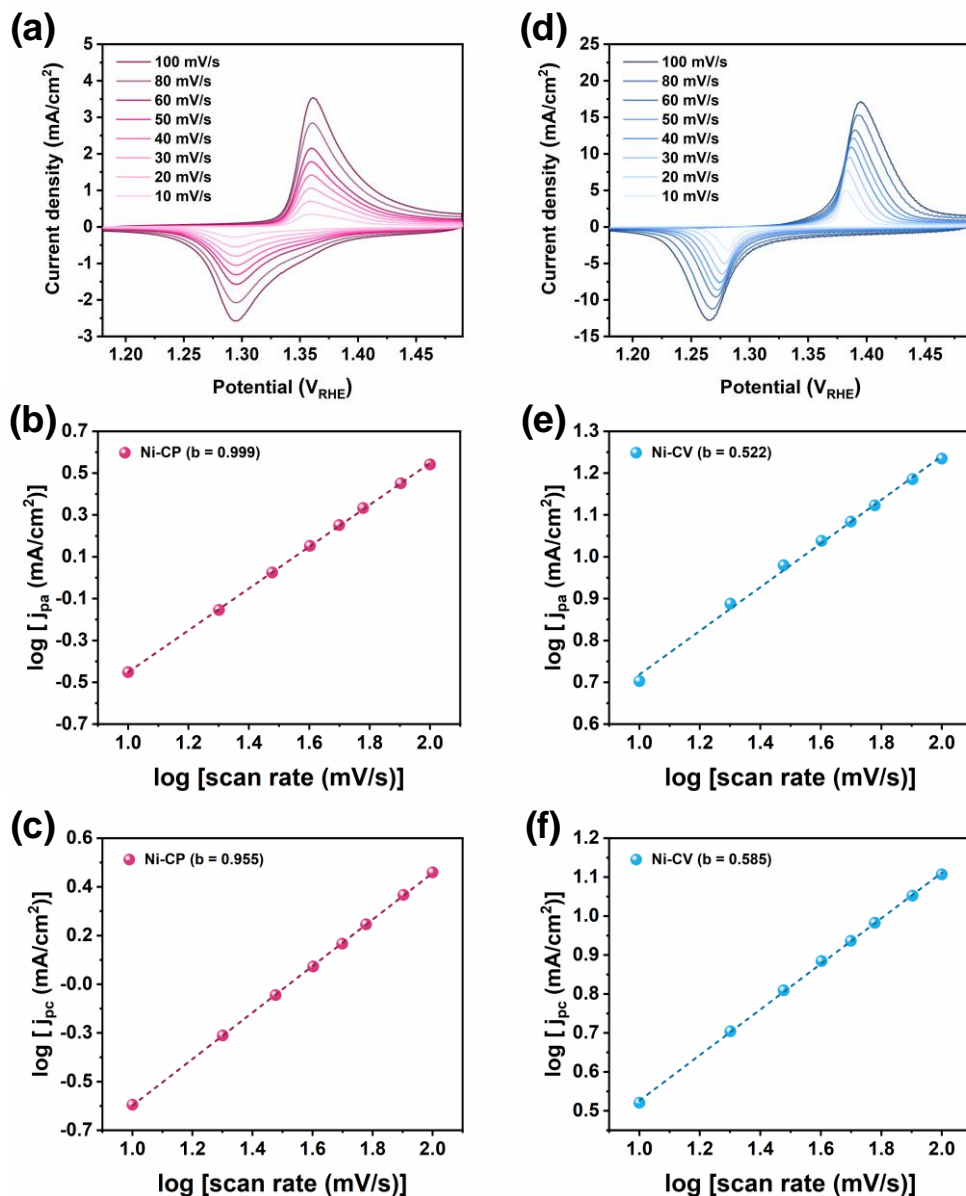 (a)
5
4
3
2
1
0
-1
-2
-3
Current density (mA/cm²)
100 mV/s
80 mV/s
60 mV/s
50 mV/s
40 mV/s
30 mV/s
20 mV/s
10 mV/s
1.20 1.25 1.30 1.35 1.40 1.45
Potential (V_RHE)
(d)
25
20
15
10
5
0
-5
-10
-15
Current density (mA/cm²)
100 mV/s
80 mV/s
60 mV/s
50 mV/s
40 mV/s
30 mV/s
20 mV/s
10 mV/s
1.20 1.25 1.30 1.35 1.40 1.45
Potential (V_RHE)
(b)
0.7
0.5
0.3
0.1
-0.1
-0.3
-0.5
-0.7
log [ j_pa (mA/cm²)]
Ni-CP (b = 0.999)
1.0 1.2 1.4 1.6 1.8 2.0
log [scan rate (mV/s)]
(e)
1.3
1.2
1.1
1.0
0.9
0.8
0.7
0.6
log [ j_pa (mA/cm²)]
Ni-CV (b = 0.522)
1.0 1.2 1.4 1.6 1.8 2.0
log [scan rate (mV/s)]
(c)
0.6
0.4
0.2
-0.0
-0.2
-0.3
-0.5
-0.7
log [ j_pc (mA/cm²)]
Ni-CP (b = 0.955)
1.0 1.2 1.4 1.6 1.8 2.0
log [scan rate (mV/s)]
(f)
1.2
1.1
1.0
0.9
0.8
0.7
0.6
0.5
log [ j_pc (mA/cm²)]
Ni-CV (b = 0.585)
1.0 1.2 1.4 1.6 1.8 2.0
log [scan rate (mV/s)]